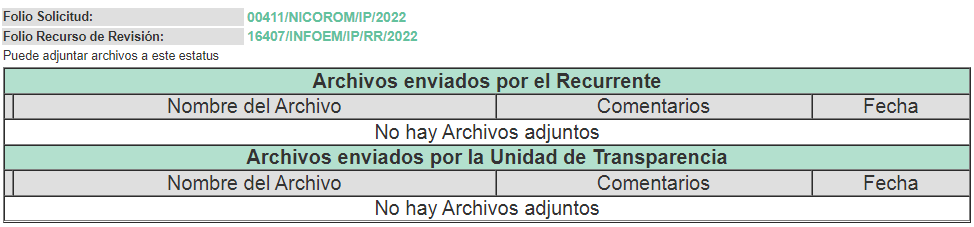 Folio Solicitud: 00411/NICOROM/IP/2022
Folio Recurso de Revisión: 16407/INFOEM/IP/RR/2022
Puede adjuntar archivos a este estatus
Archivos enviados por el Recurrente
Nombre del Archivo Comentarios Fecha
No hay Archivos adjuntos
Archivos enviados por la Unidad de Transparencia
Nombre del Archivo Comentarios Fecha
No hay Archivos adjuntos